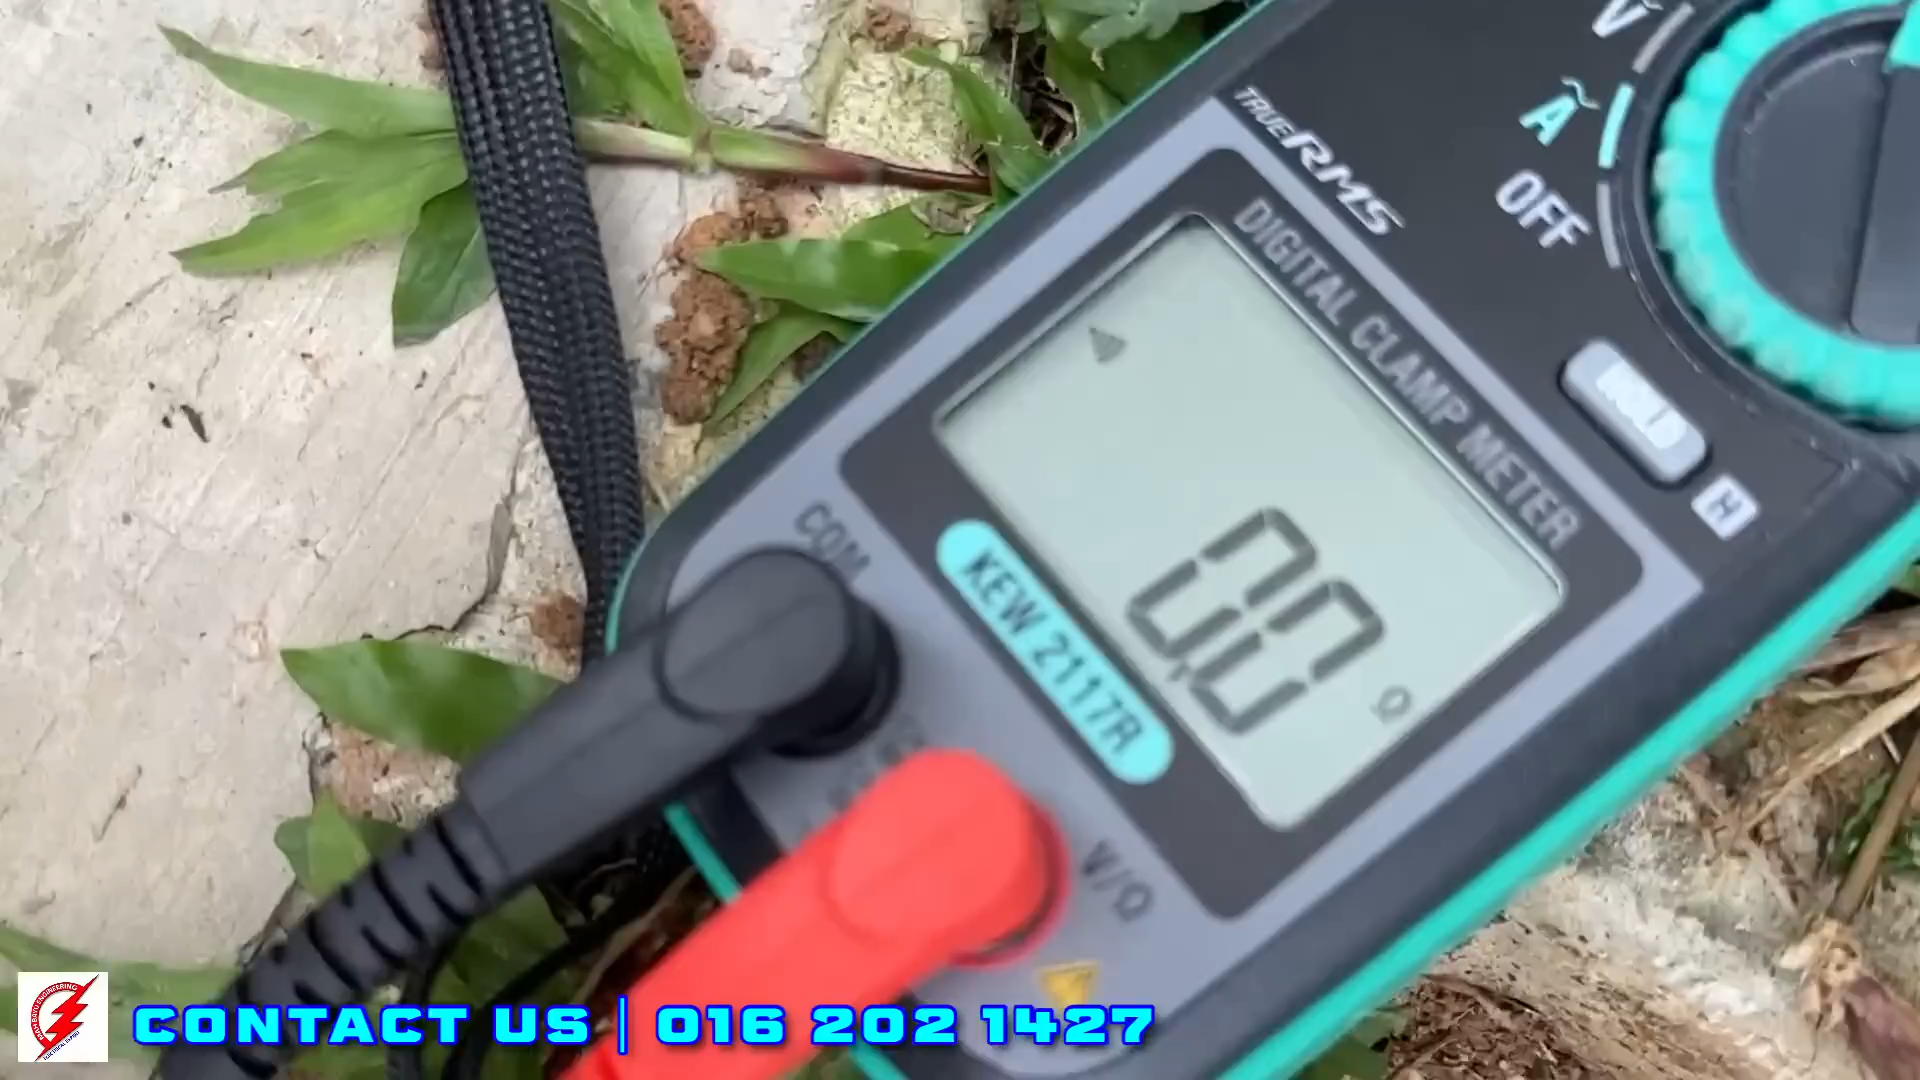 Ṽ
Ã
OFF
TRUE RMS
DIGITAL CLAMP METER
HOLD
H
0.0 Ω
KEW 2117R
COM
V/Ω
CONTACT US | 016 202 1427